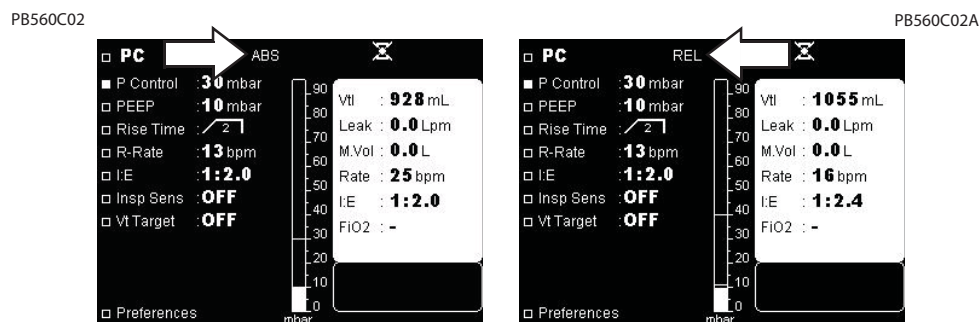 PB560C02
PB560C02A
PC
ABS
P Control :30 mbar
PEEP :10 mbar
Rise Time : 2
R-Rate :13 bpm
I:E :1:2.0
Insp Sens :OFF
Vt Target :OFF
Preferences
90
80
70
60
50
40
30
20
10
0
mbar
Vtl : 928 mL
Leak : 0.0 Lpm
M.Vol : 0.0 L
Rate : 25 bpm
I:E : 1:2.0
FiO2 : -
PC
REL
P Control :30 mbar
PEEP :10 mbar
Rise Time : 2
R-Rate :13 bpm
I:E :1:2.0
Insp Sens :OFF
Vt Target :OFF
Preferences
90
80
70
60
50
40
30
20
10
0
mbar
Vtl : 1055 mL
Leak : 0.0 Lpm
M.Vol : 0.0 L
Rate : 16 bpm
I:E : 1:2.4
FiO2 : -